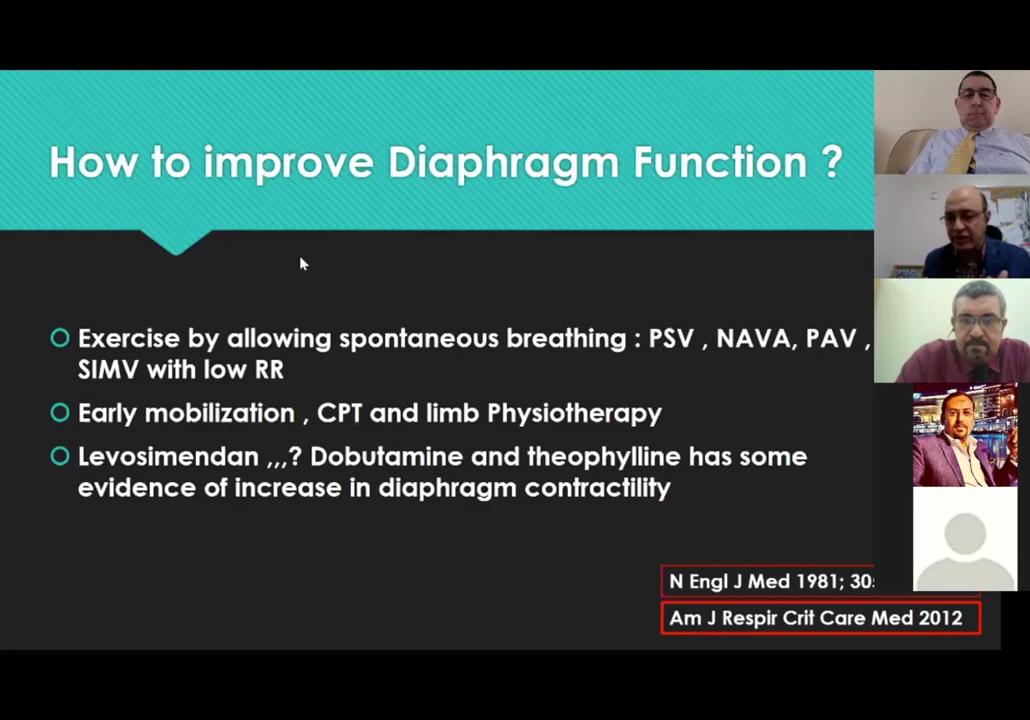 How to improve Diaphragm Function ?
Exercise by allowing spontaneous breathing : PSV , NAVA, PAV ,
SIMV with low RR
Early mobilization , CPT and limb Physiotherapy
Levosimendan ,,,? Dobutamine and theophylline has some
evidence of increase in diaphragm contractility
N Engl J Med 1981;
Am J Respir Crit Care Med 2012